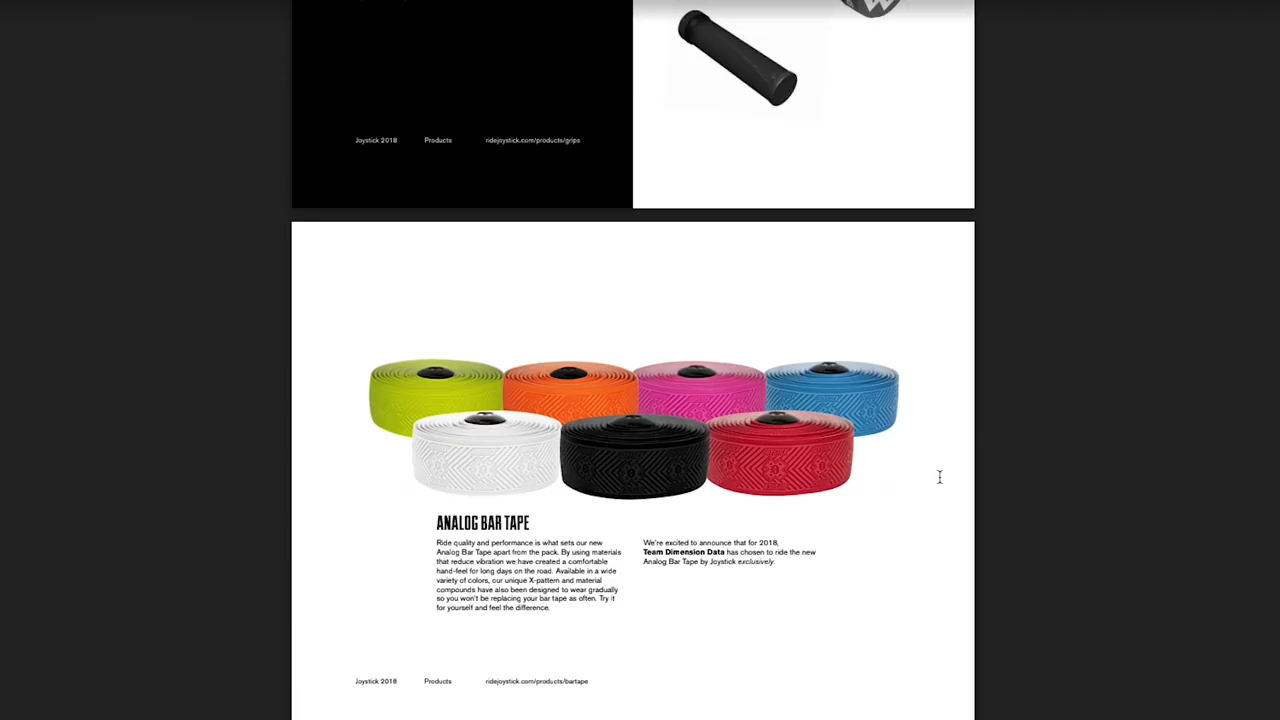 Joystick 2018 Products ridejoystick.com/products/grips
ANALOG BAR TAPE
Ride quality and performance is what sets our new
Analog Bar Tape apart from the pack. By using materials
that reduce vibration we have created a comfortable
hand-feel for long days on the road. Available in a wide
variety of colors, our unique X-pattern and material
compounds have also been designed to wear gradually
so you won't be replacing your bar tape as often. Try it
for yourself and feel the difference.
We're excited to announce that for 2018,
Team Dimension Data has chosen to ride the new
Analog Bar Tape by Joystick exclusively.
Joystick 2018 Products ridejoystick.com/products/bartape